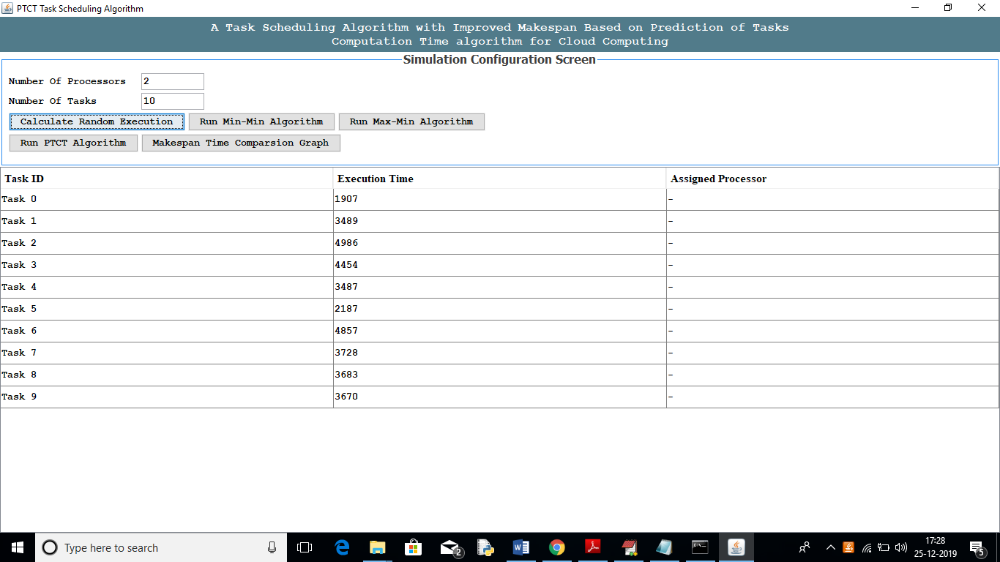 PTCT Task Scheduling Algorithm
A Task Scheduling Algorithm with Improved Makespan Based on Prediction of Tasks
Computation Time algorithm for Cloud Computing
Simulation Configuration Screen
Number Of Processors 2
Number Of Tasks 10
Calculate Random Execution Run Min-Min Algorithm Run Max-Min Algorithm
Run PTCT Algorithm Makespan Time Comparsion Graph
Task ID Execution Time Assigned Processor
Task 0 1907 -
Task 1 3489 -
Task 2 4986 -
Task 3 4454 -
Task 4 3487 -
Task 5 2187 -
Task 6 4857 -
Task 7 3728 -
Task 8 3683 -
Task 9 3670 -
Type here to search 2 17:28
25-12-2019 5